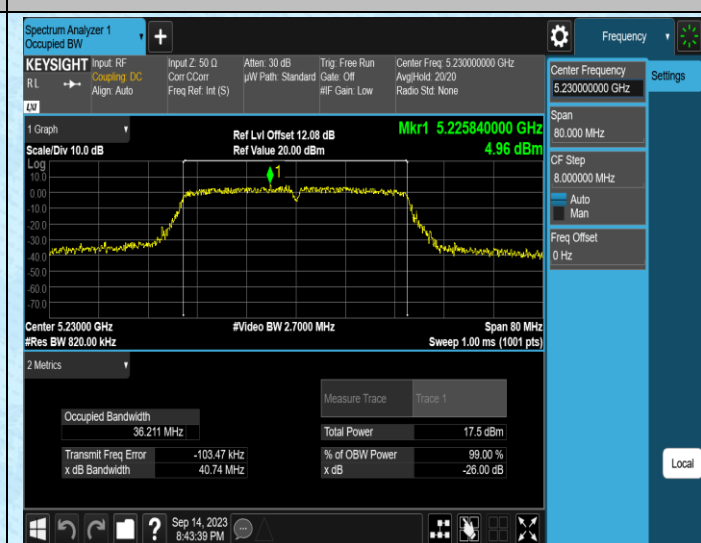 Spectrum Analyzer 1
Occupied BW
+
Frequency
KEYSIGHT
RL
LXI
Input: RF
Coupling: DC
Align: Auto
Input Z: 50 Ω
Corr CCorr
Freq Ref: Int (S)
Atten: 30 dB
µW Path: Standard
Trig: Free Run
Gate: Off
#IF Gain: Low
Center Freq: 5.230000000 GHz
Avg|Hold: 20/20
Radio Std: None
Center Frequency
5.230000000 GHz
Settings
Span
80.000 MHz
CF Step
8.000000 MHz
Auto
Man
Freq Offset
0 Hz
Local
1 Graph
Scale/Div 10.0 dB
Ref Lvl Offset 12.08 dB
Ref Value 20.00 dBm
Mkr1 5.225840000 GHz
4.96 dBm
Log
10.0
0.00
-10.0
-20.0
-30.0
-40.0
-50.0
-60.0
-70.0
1
Center 5.23000 GHz
#Res BW 820.00 kHz
#Video BW 2.7000 MHz
Span 80 MHz
Sweep 1.00 ms (1001 pts)
2 Metrics
Measure Trace
Trace 1
Occupied Bandwidth
36.211 MHz
Total Power
17.5 dBm
Transmit Freq Error
-103.47 kHz
% of OBW Power
99.00 %
x dB Bandwidth
40.74 MHz
x dB
-26.00 dB
?
Sep 14, 2023
8:43:39 PM